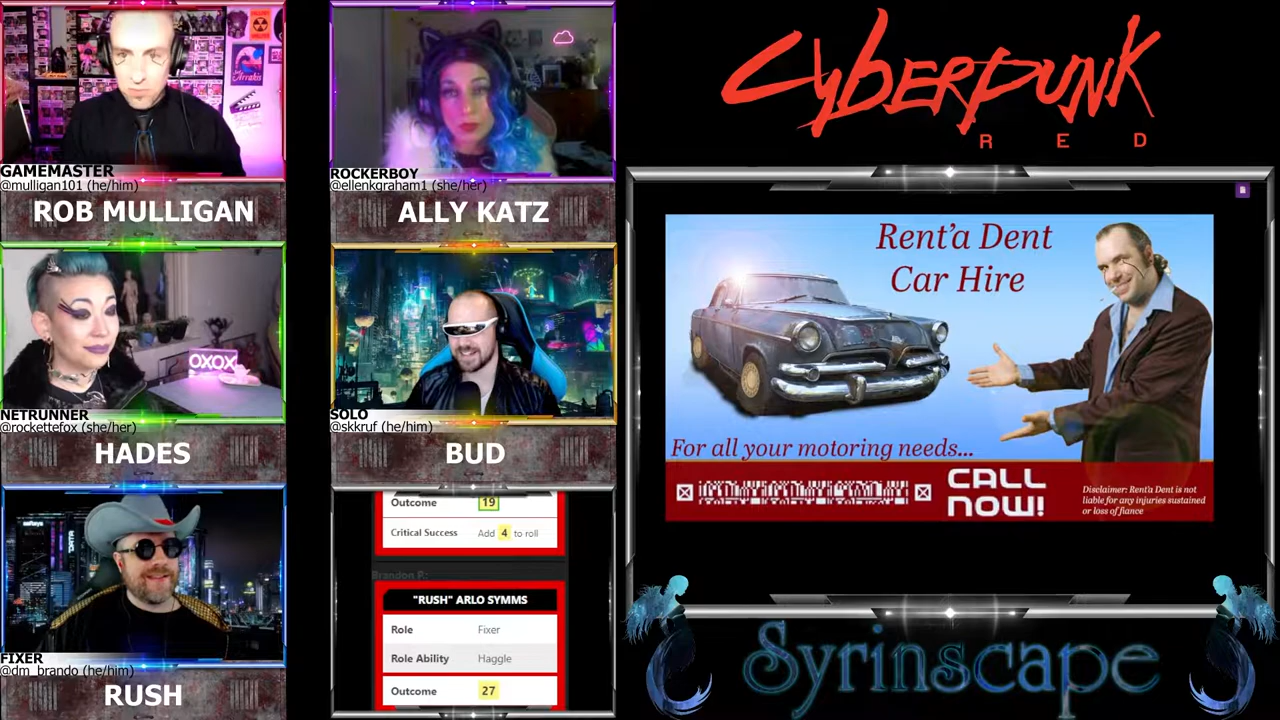 GAMEMASTER
@mulligan101 (he/him)
ROB MULLIGAN
ROCKERBOY
@ellenkgraham1 (she/her)
ALLY KATZ
OXOX
NETRUNNER
@rockettefox (she/her)
HADES
SOLO
@skkruf (he/him)
BUD
FIXER
@dm_brando (he/him)
RUSH
Outcome 19
Critical Success Add 4 to roll
Brandon P.:
"RUSH" ARLO SYMMS
Role Fixer
Role Ability Haggle
Outcome 27
CYBERPUNK
RED
Rent'a Dent
Car Hire
For all your motoring needs...
CALL
NOW!
Disclaimer: Rent'a Dent is not
liable for any injuries sustained
or loss of fiance
Syrinscape